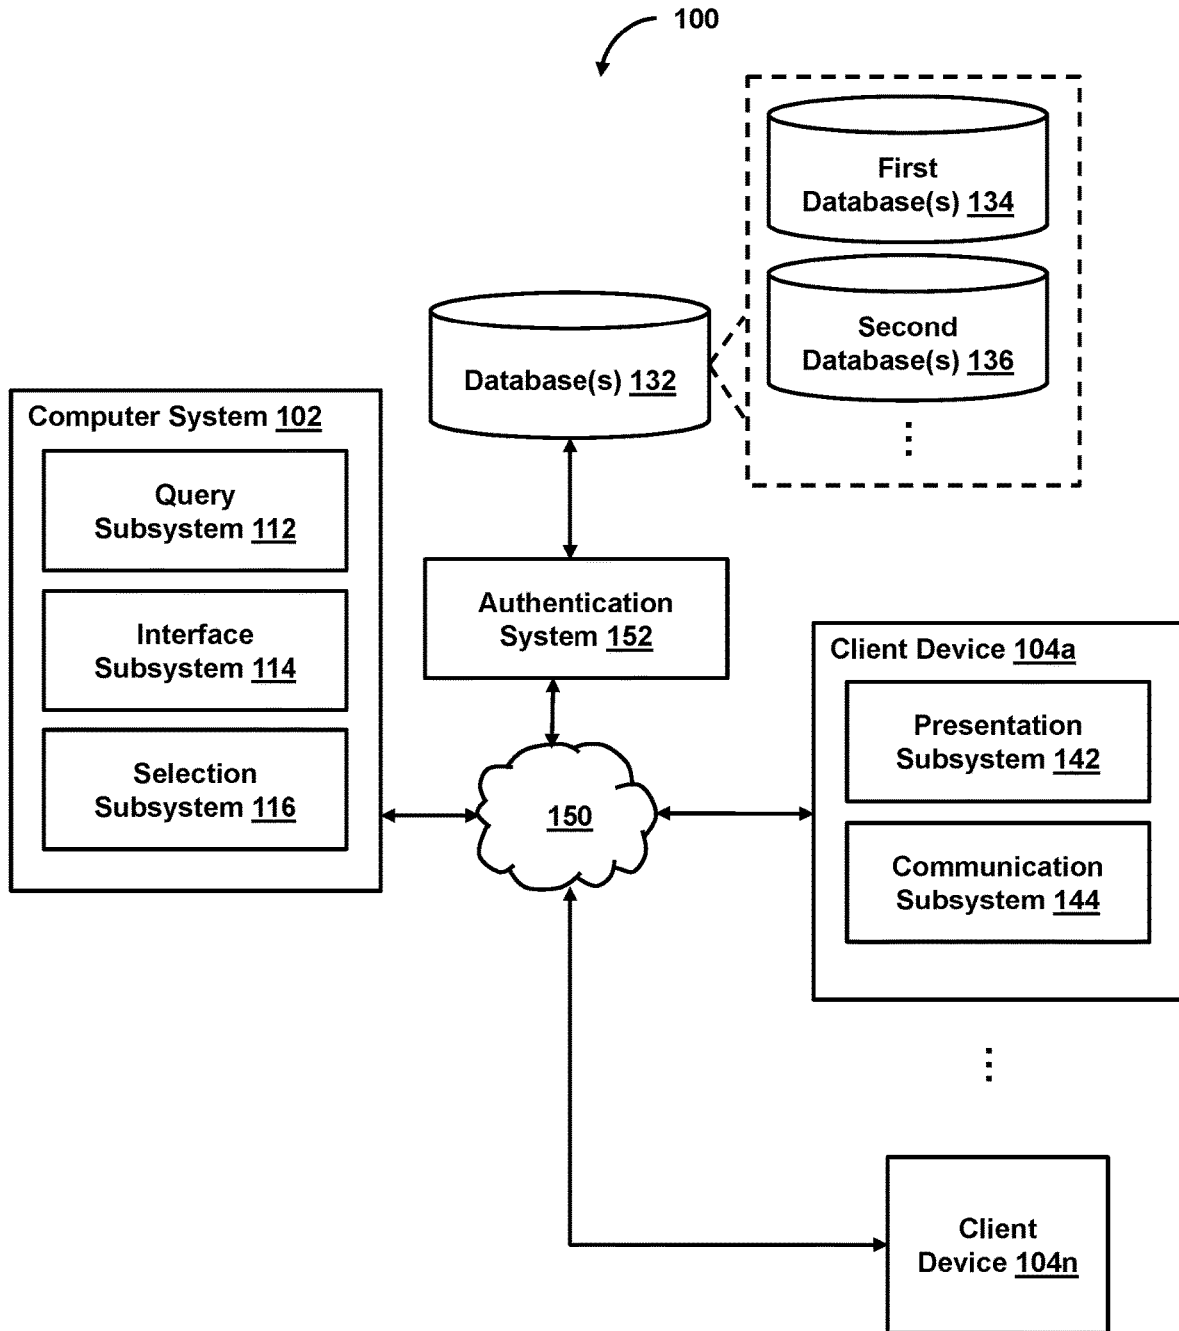 100
First
Database(s) 134
Second
Database(s) 136
Database(s) 132
Computer System 102
Query
Subsystem 112
Interface
Subsystem 114
Selection
Subsystem 116
Authentication
System 152
150
Client Device 104a
Presentation
Subsystem 142
Communication
Subsystem 144
Client
Device 104n